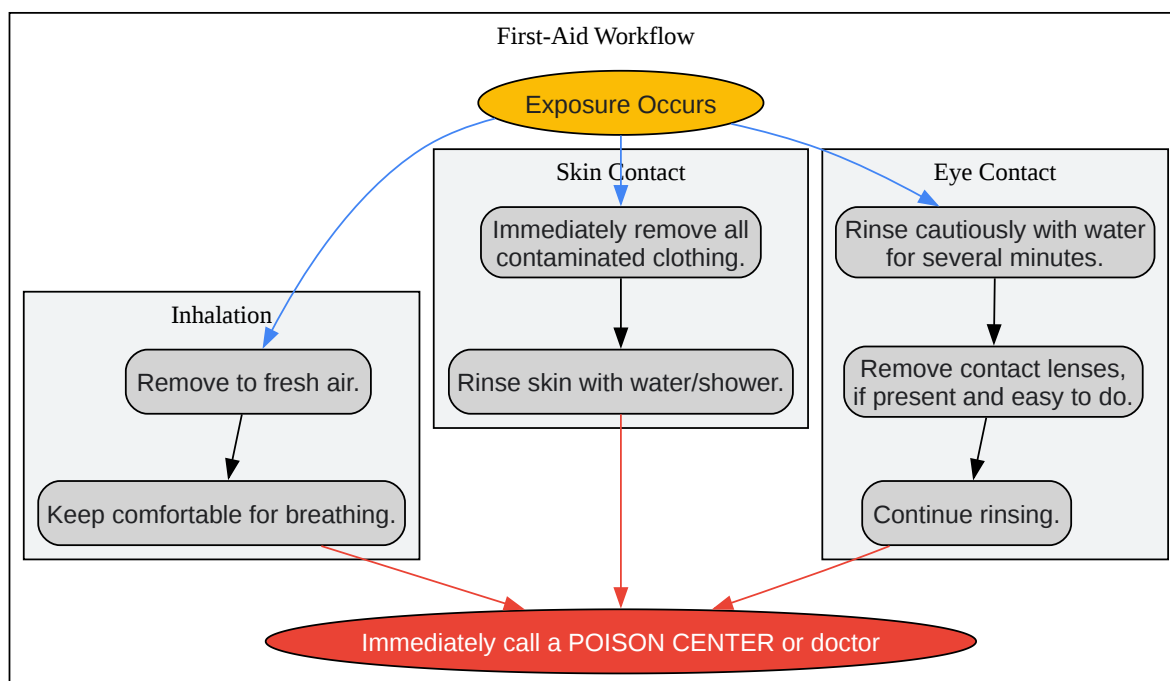 First-Aid Workflow
Exposure Occurs
Skin Contact
Immediately remove all
contaminated clothing.
Rinse skin with water/shower.
Eye Contact
Rinse cautiously with water
for several minutes.
Remove contact lenses,
if present and easy to do.
Continue rinsing.
Inhalation
Remove to fresh air.
Keep comfortable for breathing.
Immediately call a POISON CENTER or doctor